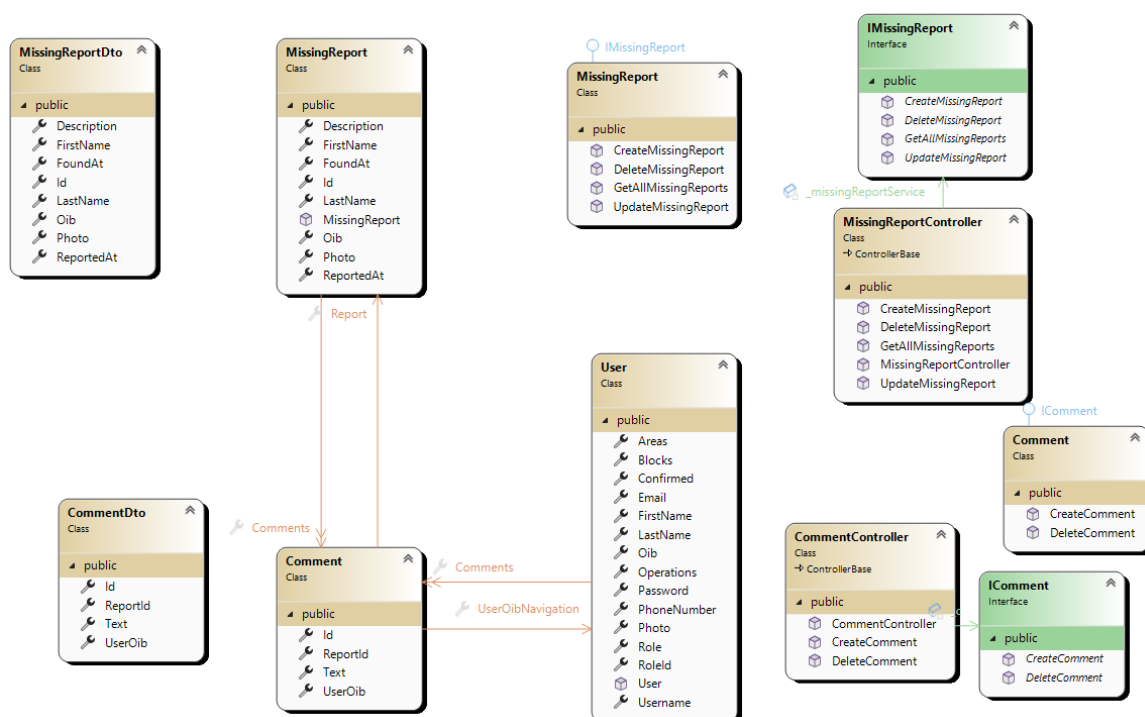 MissingReportDto
Class
public
Description
FirstName
FoundAt
Id
LastName
Oib
Photo
ReportedAt
MissingReport
Class
public
Description
FirstName
FoundAt
Id
LastName
MissingReport
Oib
Photo
ReportedAt
IMissingReport
MissingReport
Class
public
CreateMissingReport
DeleteMissingReport
GetAllMissingReports
UpdateMissingReport
IMissingReport
Interface
public
CreateMissingReport
DeleteMissingReport
GetAllMissingReports
UpdateMissingReport
_missingReportService
MissingReportController
Class
ControllerBase
public
CreateMissingReport
DeleteMissingReport
GetAllMissingReports
MissingReportController
UpdateMissingReport
Report
User
Class
public
Areas
Blocks
Confirmed
Email
FirstName
LastName
Oib
Operations
Password
PhoneNumber
Photo
Role
RoleId
User
Username
IComment
Comment
Class
public
CreateComment
DeleteComment
CommentDto
Class
public
Id
ReportId
Text
UserOib
Comments
Comment
Class
public
Id
ReportId
Text
UserOib
Comments
UserOibNavigation
CommentController
Class
ControllerBase
public
CommentController
CreateComment
DeleteComment
IComment
Interface
public
CreateComment
DeleteComment